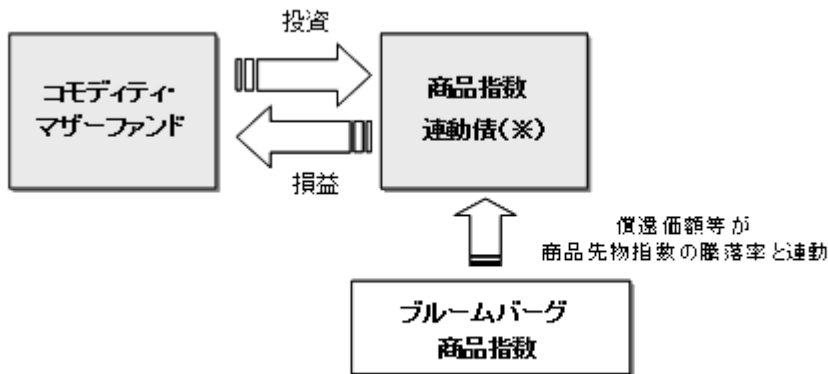 投資
コモディティ・
マザーファンド
商品指数
連動債(※)
損益
償還価額等が
商品先物指数の騰落率と連動
ブルームバーグ
商品指数